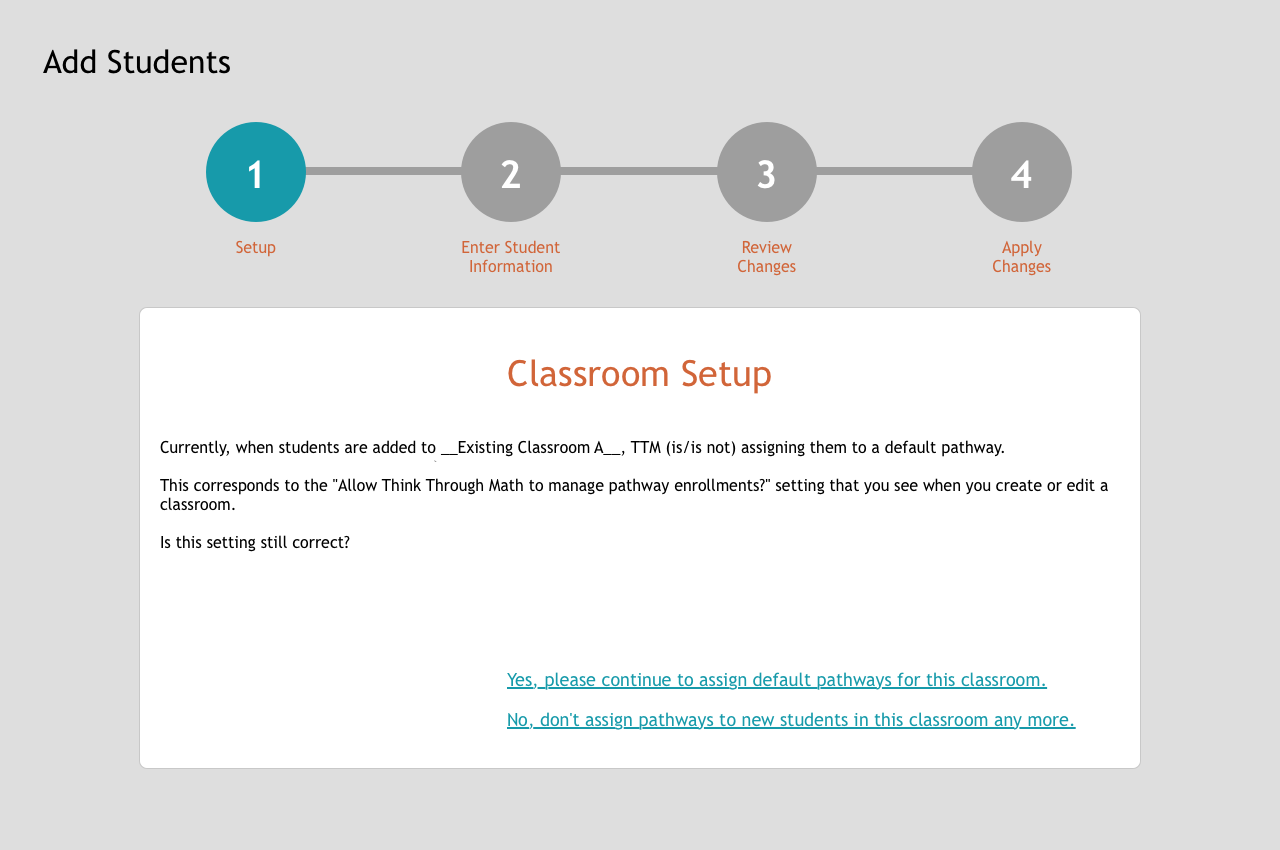 Add Students
1
2
3
4
Setup
Enter Student
Information
Review
Changes
Apply
Changes
Classroom Setup
Currently, when students are added to __Existing Classroom A__, TTM (is/is not) assigning them to a default pathway.
This corresponds to the "Allow Think Through Math to manage pathway enrollments?" setting that you see when you create or edit a
classroom.
Is this setting still correct?
Yes, please continue to assign default pathways for this classroom.
No, don't assign pathways to new students in this classroom any more.